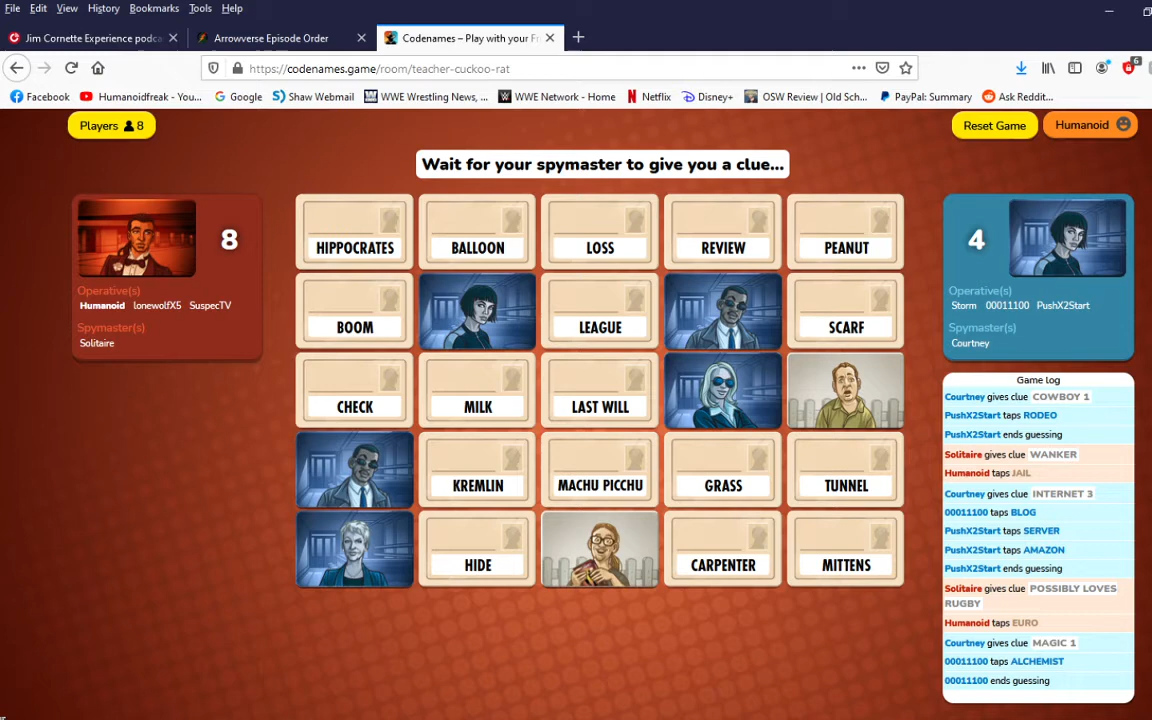 File Edit View History Bookmarks Tools Help
Jim Cornette Experience podca
Arrowverse Episode Order
Codenames – Play with your Fr
https://codenames.game/room/teacher-cuckoo-rat
6
Facebook
Humanoidfreak - You...
Google
Shaw Webmail
WWE Wrestling News, ...
WWE Network - Home
Netflix
Disney+
OSW Review | Old Sch...
PayPal: Summary
Ask Reddit...
Players 8
Reset Game
Humanoid
Wait for your spymaster to give you a clue...
8
Operative(s)
Humanoid lonewolfX5 SuspecTV
Spymaster(s)
Solitaire
HIPPOCRATES
BALLOON
LOSS
REVIEW
PEANUT
BOOM
LEAGUE
SCARF
CHECK
MILK
LAST WILL
KREMLIN
MACHU PICCHU
GRASS
TUNNEL
HIDE
CARPENTER
MITTENS
4
Operative(s)
Storm 00011100 PushX2Start
Spymaster(s)
Courtney
Game log
Courtney gives clue COWBOY 1
PushX2Start taps RODEO
PushX2Start ends guessing
Solitaire gives clue WANKER
Humanoid taps JAIL
Courtney gives clue INTERNET 3
00011100 taps BLOG
PushX2Start taps SERVER
PushX2Start taps AMAZON
PushX2Start ends guessing
Solitaire gives clue POSSIBLY LOVES
RUGBY
Humanoid taps EURO
Courtney gives clue MAGIC 1
00011100 taps ALCHEMIST
00011100 ends guessing